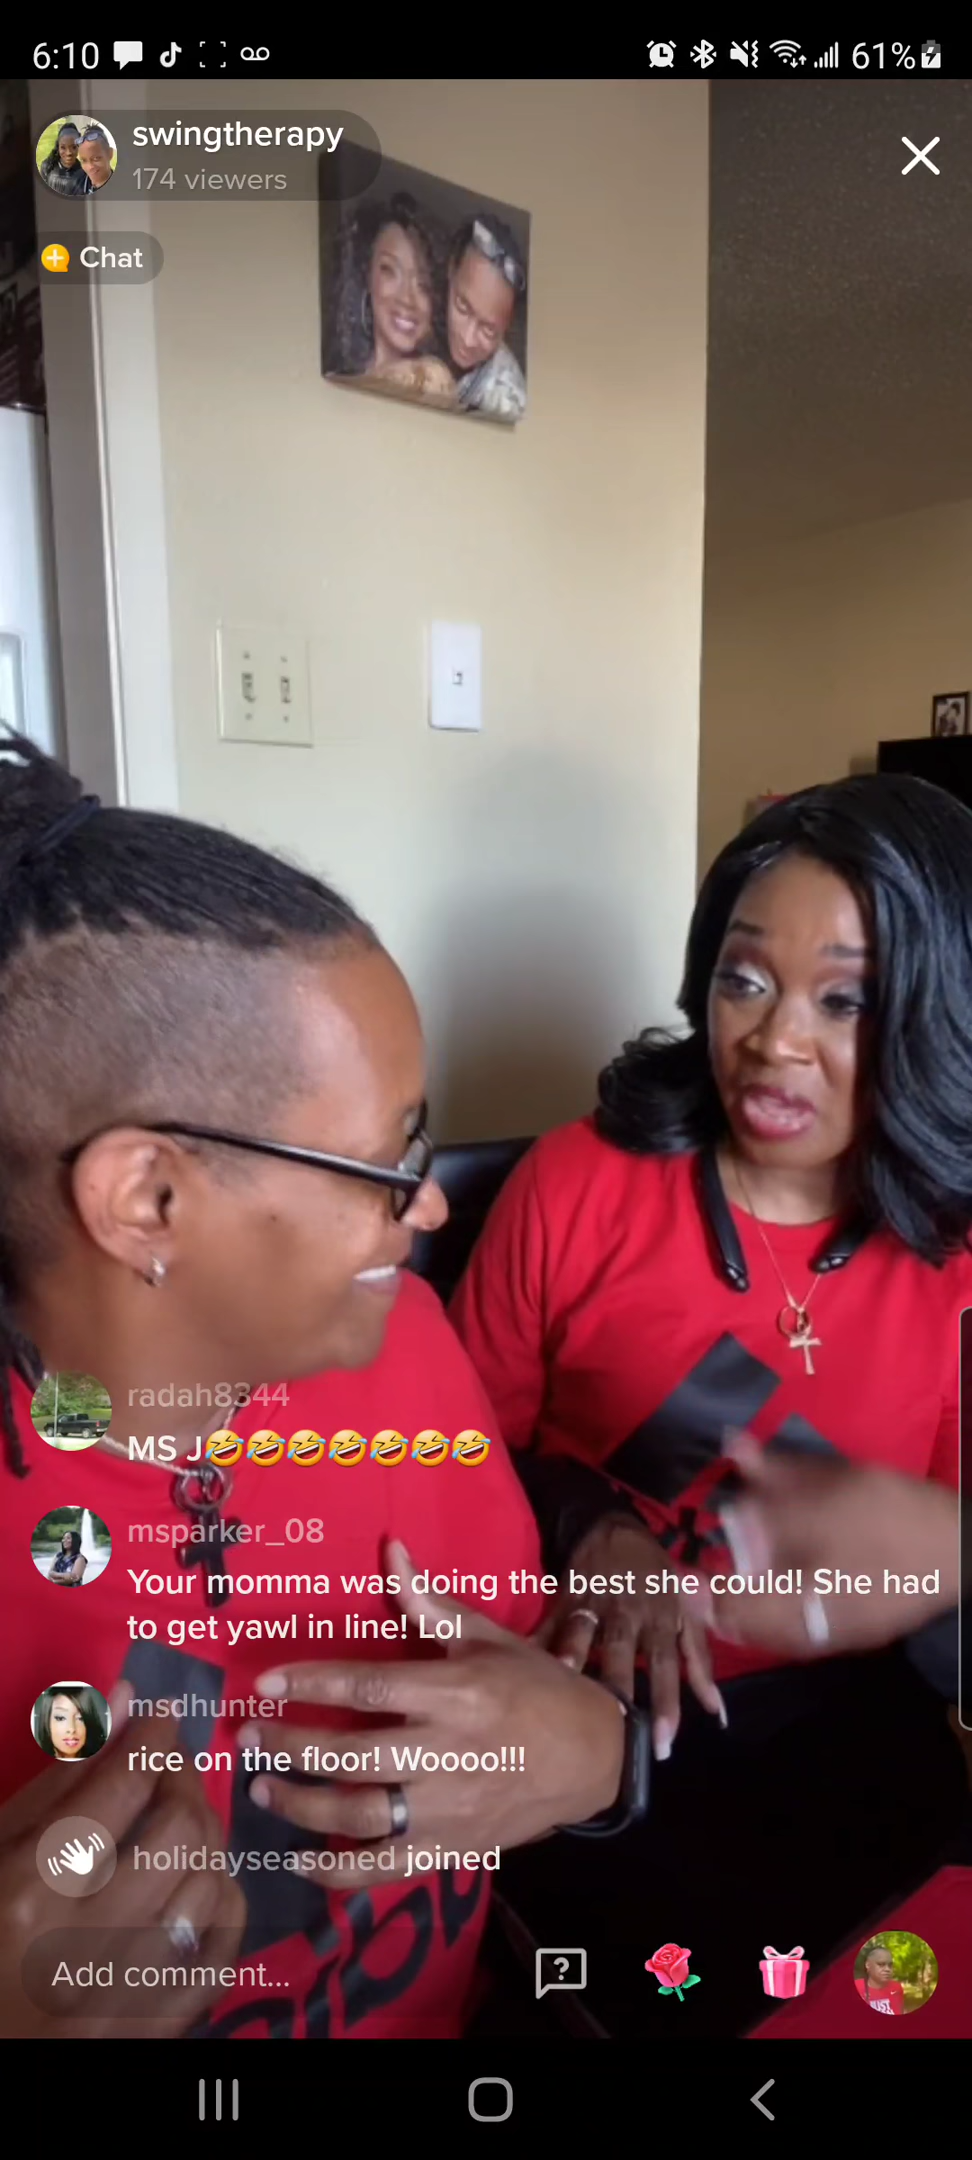 6:10
61%
swingtherapy
174 viewers
Chat
radah8344
MS J🤣🤣🤣🤣🤣🤣🤣
msparker_08
Your momma was doing the best she could! She had
to get yawl in line! Lol
msdhunter
rice on the floor! Woooo!!!
holidayseasoned joined
Add comment...